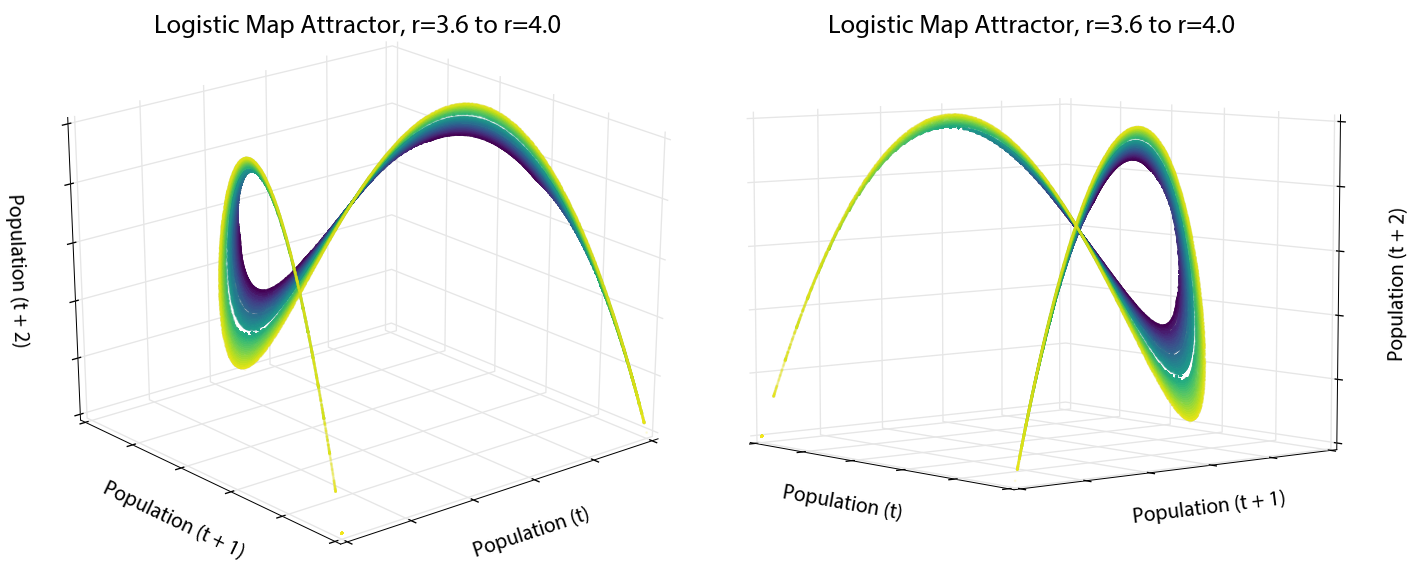 Logistic Map Attractor, r=3.6 to r=4.0
Population (t + 2)
Population (t + 1)
Population (t)
Logistic Map Attractor, r=3.6 to r=4.0
Population (t)
Population (t + 1)
Population (t + 2)